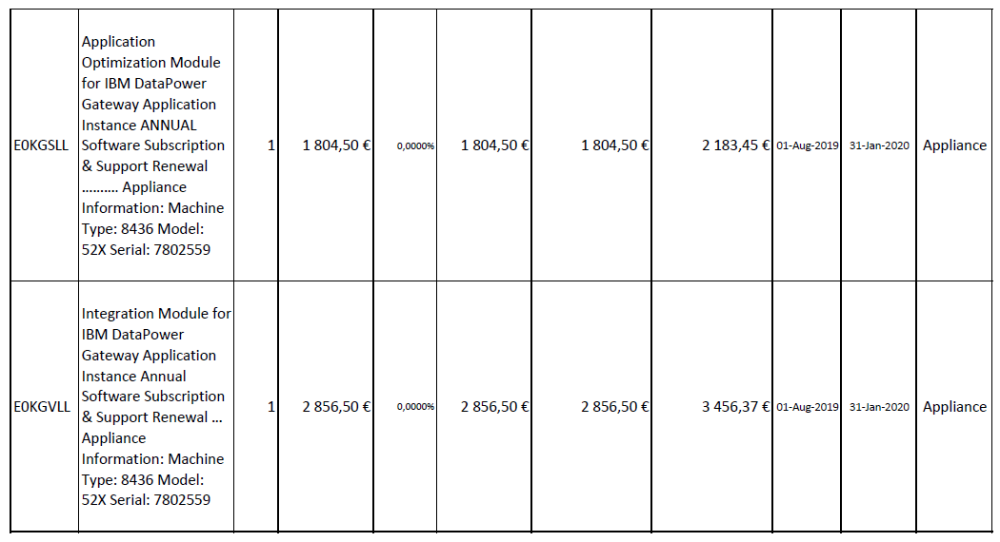 Application
Optimization Module
for IBM DataPower
Gateway Application
Instance ANNUAL
E0KGSLL Software Subscription 1 1 804,50 € 0,0000% 1 804,50 € 1 804,50 € 2 183,45 € 01-Aug-2019 31-Jan-2020 Appliance
& Support Renewal
.......... Appliance
Information: Machine
Type: 8436 Model:
52X Serial: 7802559
Integration Module for
IBM DataPower
Gateway Application
Instance Annual
Software Subscription
E0KGVLL & Support Renewal ... 1 2 856,50 € 0,0000% 2 856,50 € 2 856,50 € 3 456,37 € 01-Aug-2019 31-Jan-2020 Appliance
Appliance
Information: Machine
Type: 8436 Model:
52X Serial: 7802559